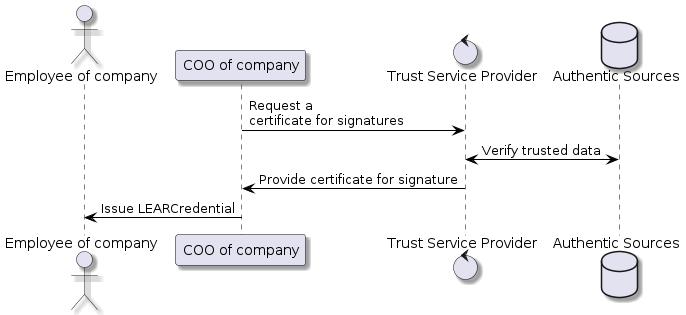 Employee of company
COO of company
Trust Service Provider
Authentic Sources
Request a
certificate for signatures
Verify trusted data
Provide certificate for signature
Issue LEARCredential
Employee of company
COO of company
Trust Service Provider
Authentic Sources